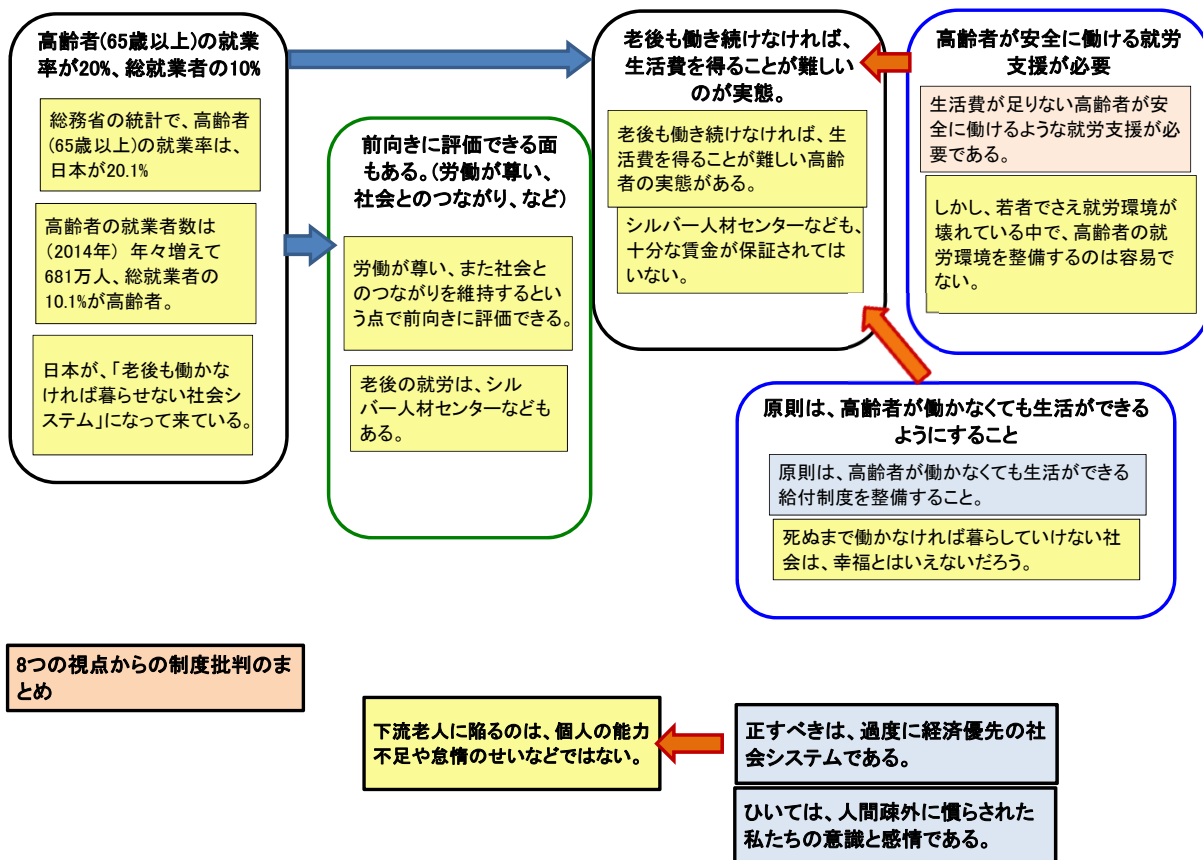 高齢者(65歳以上)の就業
率が20%、総就業者の10%
総務省の統計で、高齢者
(65歳以上)の就業率は、
日本が20.1%
高齢者の就業者数は
(2014年) 年々増えて
681万人、総就業者の
10.1%が高齢者。
日本が、「老後も働かな
ければ暮らせない社会シ
ステム」になって来ている。
前向きに評価できる面
もある。(労働が尊い、
社会とのつながり、など)
労働が尊い、また社会と
のつながりを維持するとい
う点で前向きに評価できる。
老後の就労は、シル
バー人材センターなども
ある。
老後も働き続けなければ、
生活費を得ることが難しい
のが実態。
老後も働き続けなければ、生
活費を得ることが難しい高齢
者の実態がある。
シルバー人材センターなども、
十分な賃金が保証されては
いない。
高齢者が安全に働ける就労
支援が必要
生活費が足りない高齢者が安
全に働けるような就労支援が必
要である。
しかし、若者でさえ就労環境が
壊れている中で、高齢者の就
労環境を整備するのは容易で
ない。
原則は、高齢者が働かなくても生活ができる
ようにすること
原則は、高齢者が働かなくても生活ができる
給付制度を整備すること。
死ぬまで働かなければ暮らしていけない社
会は、幸福とはいえないだろう。
8つの視点からの制度批判のま
とめ
下流老人に陥るのは、個人の能力
不足や怠惰のせいなどではない。
正すべきは、過度に経済優先の社
会システムである。
ひいては、人間疎外に慣らされた
私たちの意識と感情である。